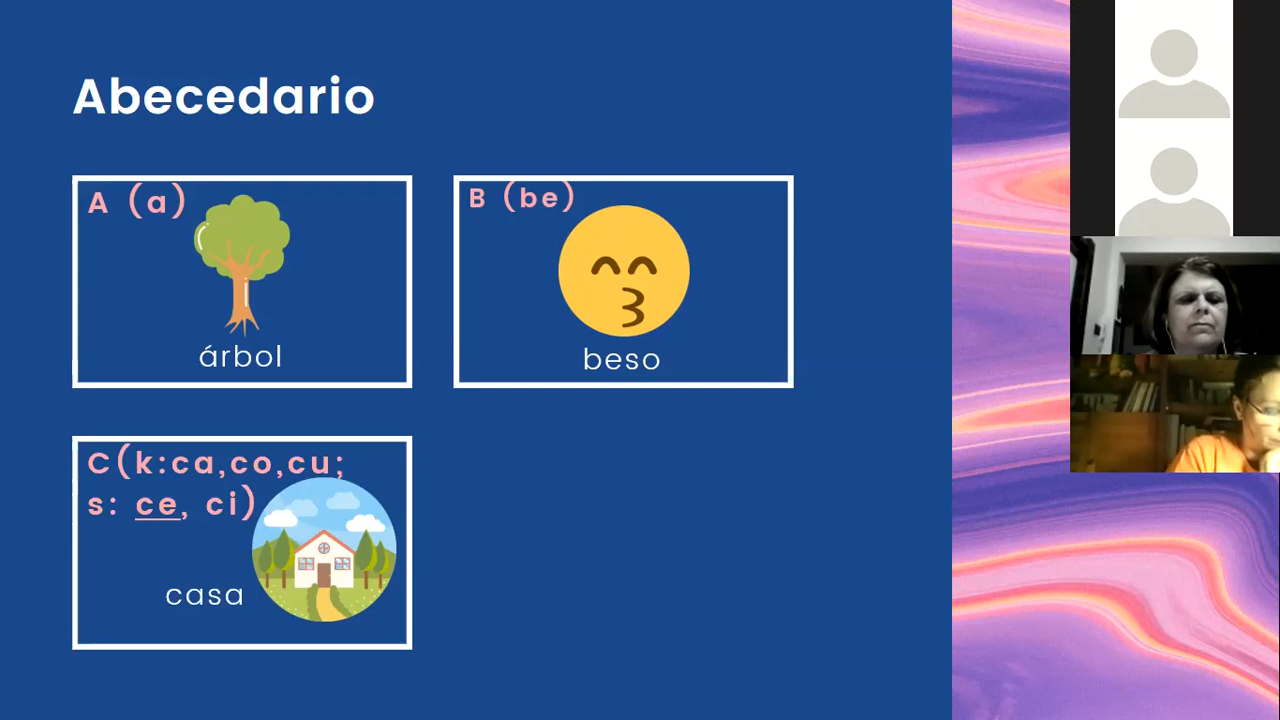 Abecedario
A (a)
árbol
B (be)
beso
C(k:ca,co,cu;
s: ce, ci)
casa